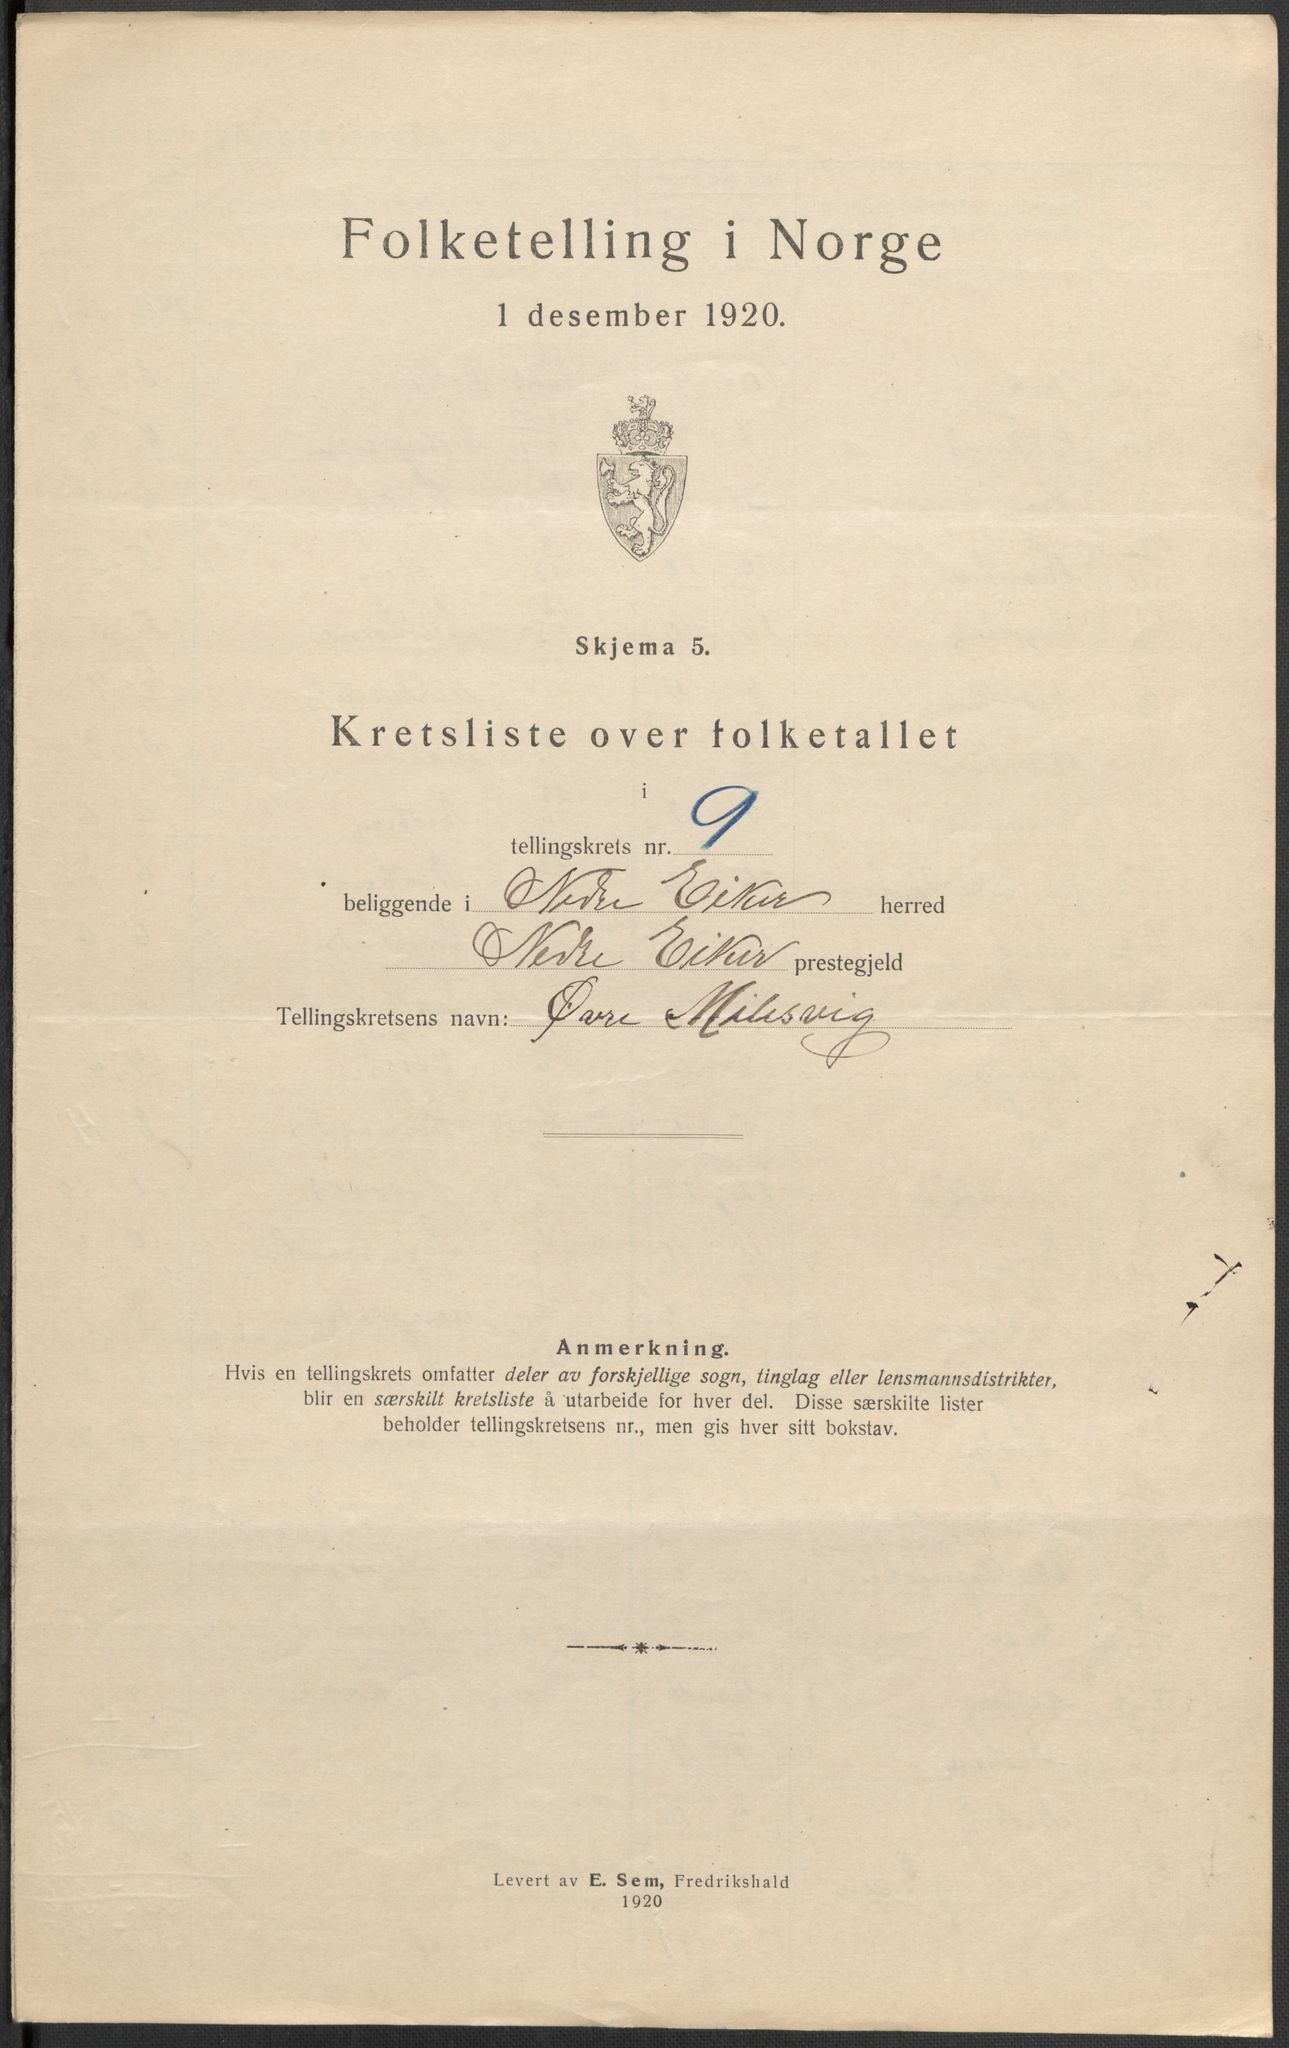 Folketelling i Norge
1 desember 1920.
Skjema 5.
Kretsliste over folketallet
i
tellingskrets nr. 9
beliggende i Nedre Eiker herred
Nedre Eiker prestegjeld
Tellingskretsens navn: Øvre Milesvig
Anmerkning.
Hvis en tellingskrets omfatter deler av forskjellige sogn, tinglag eller lensmannsdistrikter,
blir en særskilt kretsliste å utarbeide for hver del. Disse særskilte lister
beholder tellingskretsens nr., men gis hver sitt bokstav.
Levert av E. Sem, Fredrikshald
1920